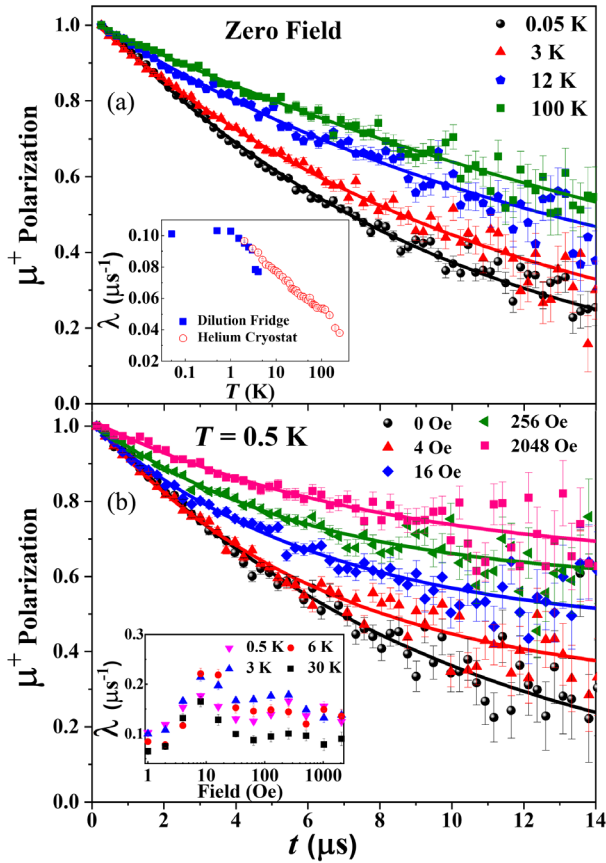 Zero Field
0.05 K
3 K
12 K
100 K
(a)
μ⁺ Polarization
1.0
0.8
0.6
0.4
0.2
0.0
λ (μs⁻¹)
0.10
0.08
0.06
0.04
0.02
Dilution Fridge
Helium Cryostat
0.1 1 10 100
T (K)
T = 0.5 K
0 Oe
4 Oe
16 Oe
256 Oe
2048 Oe
(b)
μ⁺ Polarization
1.0
0.8
0.6
0.4
0.2
0.0
λ (μs⁻¹)
0.3
0.2
0.1
0.5 K 6 K
3 K 30 K
1 10 100 1000
Field (Oe)
0 2 4 6 8 10 12 14
t (μs)